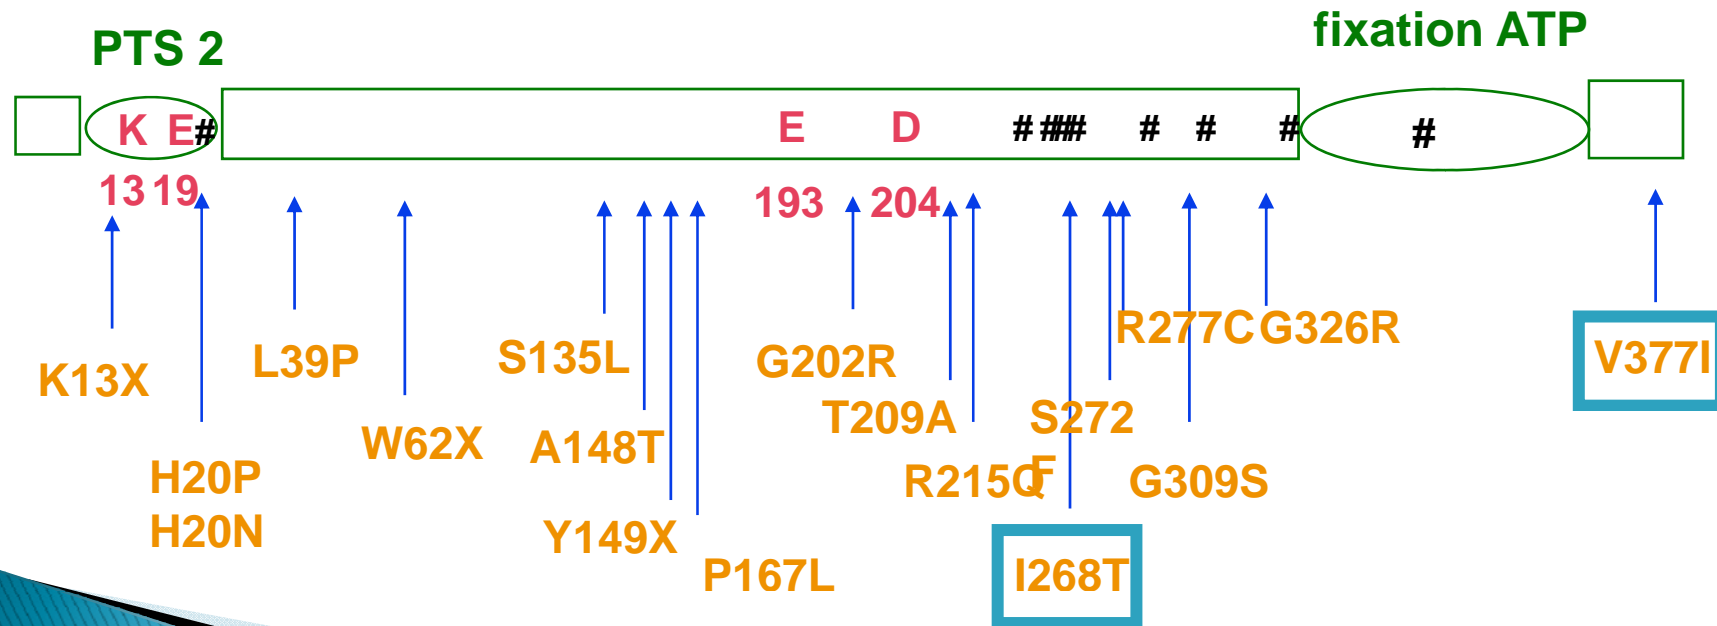 PTS 2
fixation ATP
K E # E D # # # # # # # #
13 19 193 204
K13X
H20P
H20N
L39P
W62X
S135L
A148T
Y149X
P167L
G202R
T209A
R215Q
I268T
S272
F
R277C
G309S
G326R
V377I